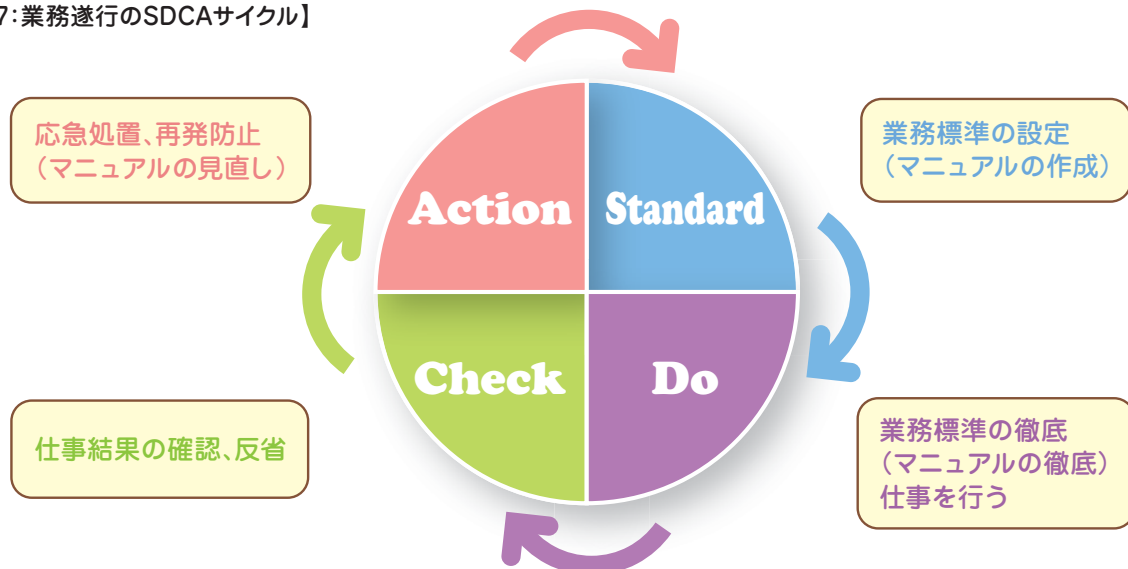 7:業務遂行のSDCAサイクル】
応急処置、再発防止
(マニュアルの見直し)
業務標準の設定
(マニュアルの作成)
Action
Standard
Check
Do
仕事結果の確認、反省
業務標準の徹底
(マニュアルの徹底)
仕事を行う